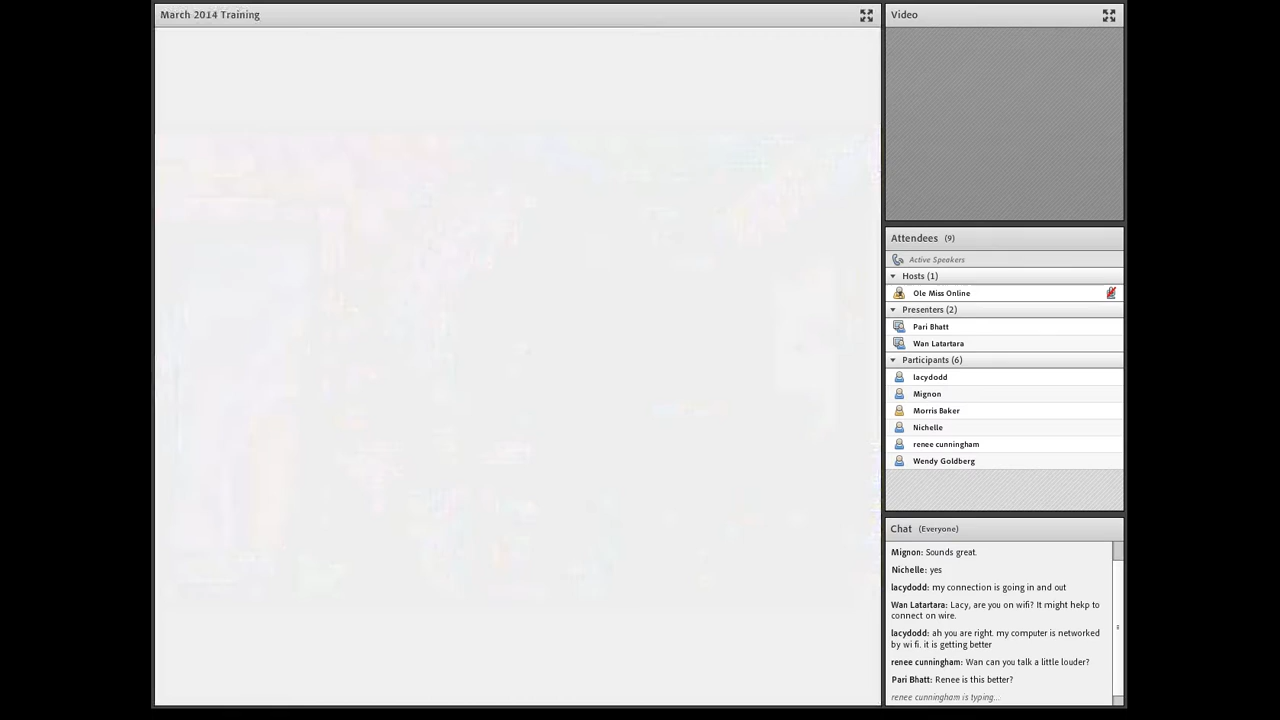 March 2014 Training
Video
Attendees (9)
Active Speakers
Hosts (1)
Ole Miss Online
Presenters (2)
Pari Bhatt
Wan Latartara
Participants (6)
lacydodd
Mignon
Morris Baker
Nichelle
renee cunningham
Wendy Goldberg
Chat (Everyone)
Mignon: Sounds great.
Nichelle: yes
lacydodd: my connection is going in and out
Wan Latartara: Lacy, are you on wifi? It might hekp to
connect on wire.
lacydodd: ah you are right. my computer is networked
by wi fi. it is getting better
renee cunningham: Wan can you talk a little louder?
Pari Bhatt: Renee is this better?
renee cunningham is typing...